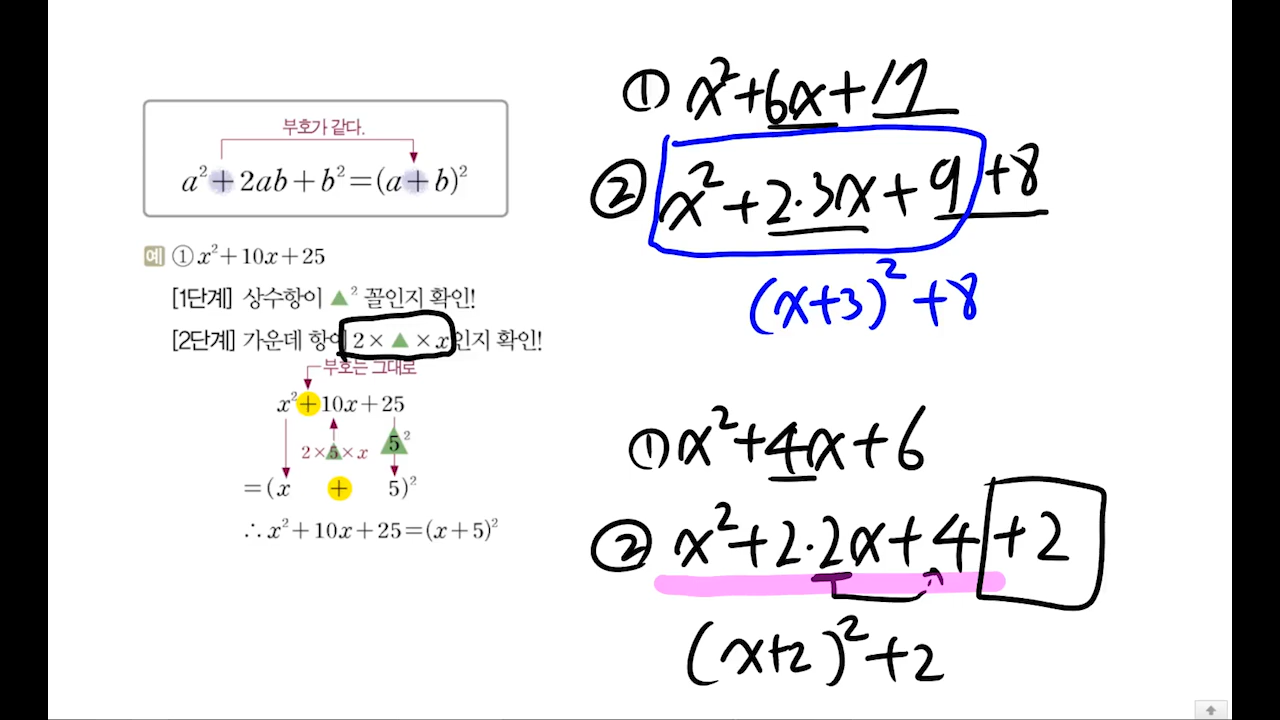 부호가 같다.
a²+2ab+b²=(a+b)²
예 ①x²+10x+25
[1단계] 상수항이 ▲² 꼴인지 확인!
[2단계] 가운데 항이 2×▲×x인지 확인!
부호는 그대로
x²+10x+25
2×5×x 5²
=(x + 5)²
∴x²+10x+25=(x+5)²
① x²+6x+17
② x²+2·3x+9+8
(x+3)²+8
① x²+4x+6
② x²+2·2x+4+2
(x+2)²+2